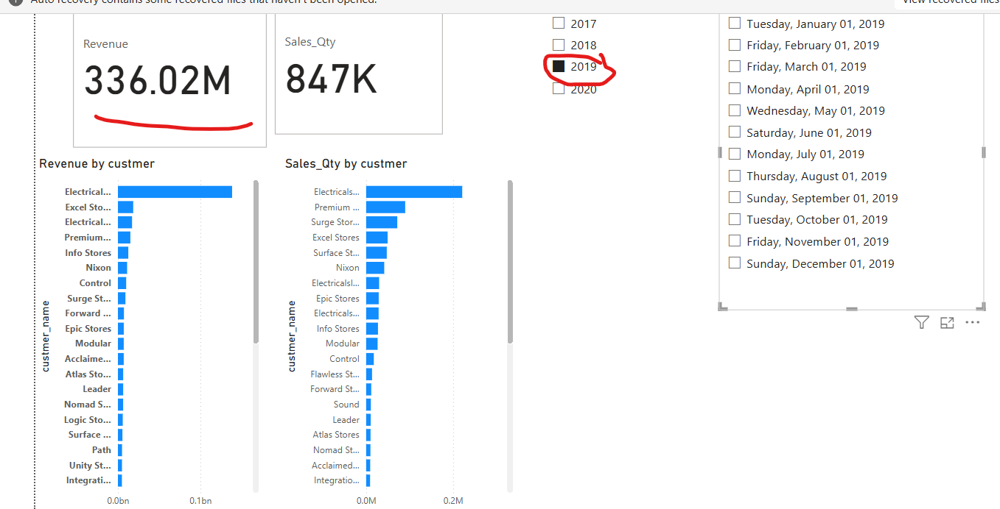 Auto recovery contains some recovered files that haven't been opened.
View recovered files
Revenue
336.02M
Sales_Qty
847K
2017
2018
2019
2020
Tuesday, January 01, 2019
Friday, February 01, 2019
Friday, March 01, 2019
Monday, April 01, 2019
Wednesday, May 01, 2019
Saturday, June 01, 2019
Monday, July 01, 2019
Thursday, August 01, 2019
Sunday, September 01, 2019
Tuesday, October 01, 2019
Friday, November 01, 2019
Sunday, December 01, 2019
Revenue by custmer
custmer_name
Electrical...
Excel Sto...
Electrical...
Premium...
Info Stores
Nixon
Control
Surge St...
Forward ...
Epic Stores
Modular
Acclaime...
Atlas Sto...
Leader
Nomad S...
Logic Sto...
Surface ...
Path
Unity St...
Integrati...
0.0bn
0.1bn
Sales_Qty by custmer
custmer_name
Electricals...
Premium ...
Surge Stor...
Excel Stores
Surface St...
Nixon
Electricalsl...
Epic Stores
Electricals...
Info Stores
Modular
Control
Flawless St...
Forward St...
Sound
Leader
Atlas Stores
Nomad St...
Acclaimed...
Integratio...
0.0M
0.2M